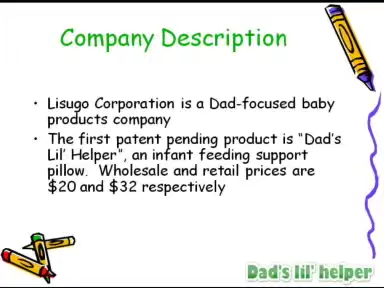 Company Description
• Lisugo Corporation is a Dad-focused baby
products company
• The first patent pending product is “Dad’s
Lil’ Helper”, an infant feeding support
pillow.  Wholesale and retail prices are
$20 and $32 respectively
Dad's lil' helper